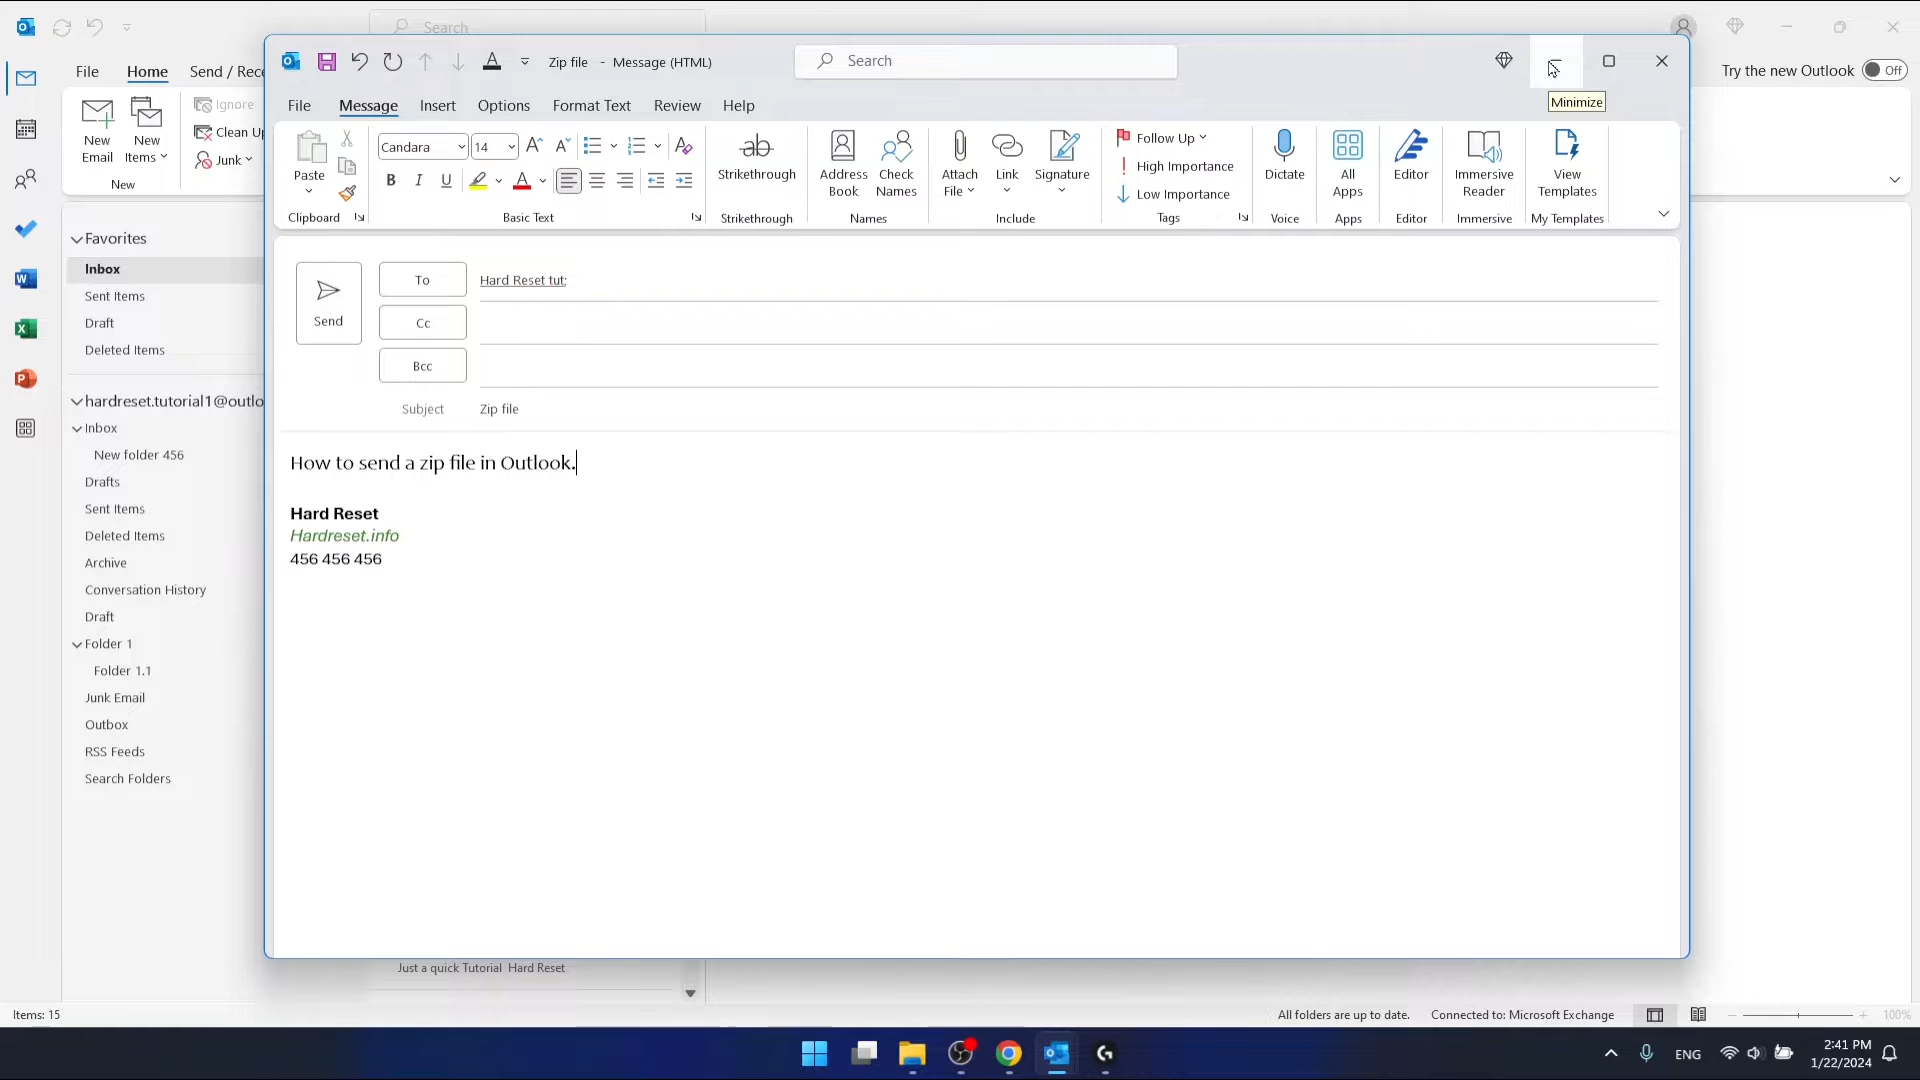 Search
File
Home
Send / Rece
Try the new Outlook
Off
New
Email
New
Items
New
Ignore
Clean Up
Junk
Favorites
Inbox
Sent Items
Draft
Deleted Items
hardreset.tutorial1@outlo
Inbox
New folder 456
Drafts
Sent Items
Deleted Items
Archive
Conversation History
Draft
Folder 1
Folder 1.1
Junk Email
Outbox
RSS Feeds
Search Folders
Zip file - Message (HTML)
Search
Minimize
File
Message
Insert
Options
Format Text
Review
Help
Paste
Clipboard
Candara
14
B I U
A
Basic Text
ab
Strikethrough
Strikethrough
Address
Book
Check
Names
Names
Attach
File
Link
Signature
Include
Follow Up
High Importance
Low Importance
Tags
Dictate
Voice
All
Apps
Apps
Editor
Editor
Immersive
Reader
Immersive
View
Templates
My Templates
Send
To
Hard Reset tut;
Cc
Bcc
Subject
Zip file
How to send a zip file in Outlook.
Hard Reset
Hardreset.info
456 456 456
Just a quick Tutorial Hard Reset
Items: 15
All folders are up to date.
Connected to: Microsoft Exchange
100%
ENG
2:41 PM
1/22/2024